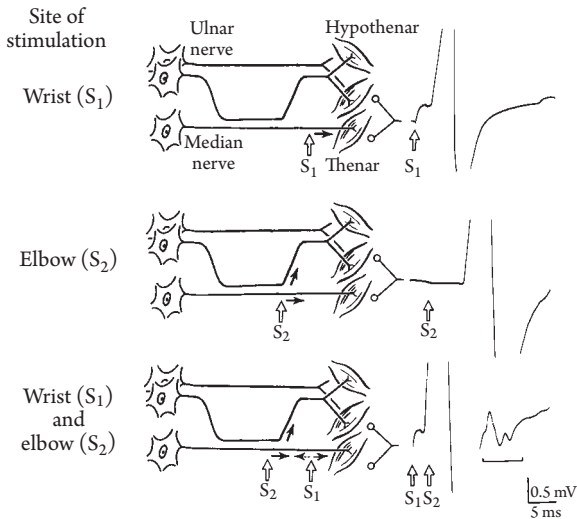 Site of
stimulation
Ulnar
nerve
Hypothenar
Wrist (S1)
Median
nerve
S1
Thenar
S1
Elbow (S2)
S2
S2
Wrist (S1)
and
elbow (S2)
S2
S1
S1 S2
0.5 mV
5 ms